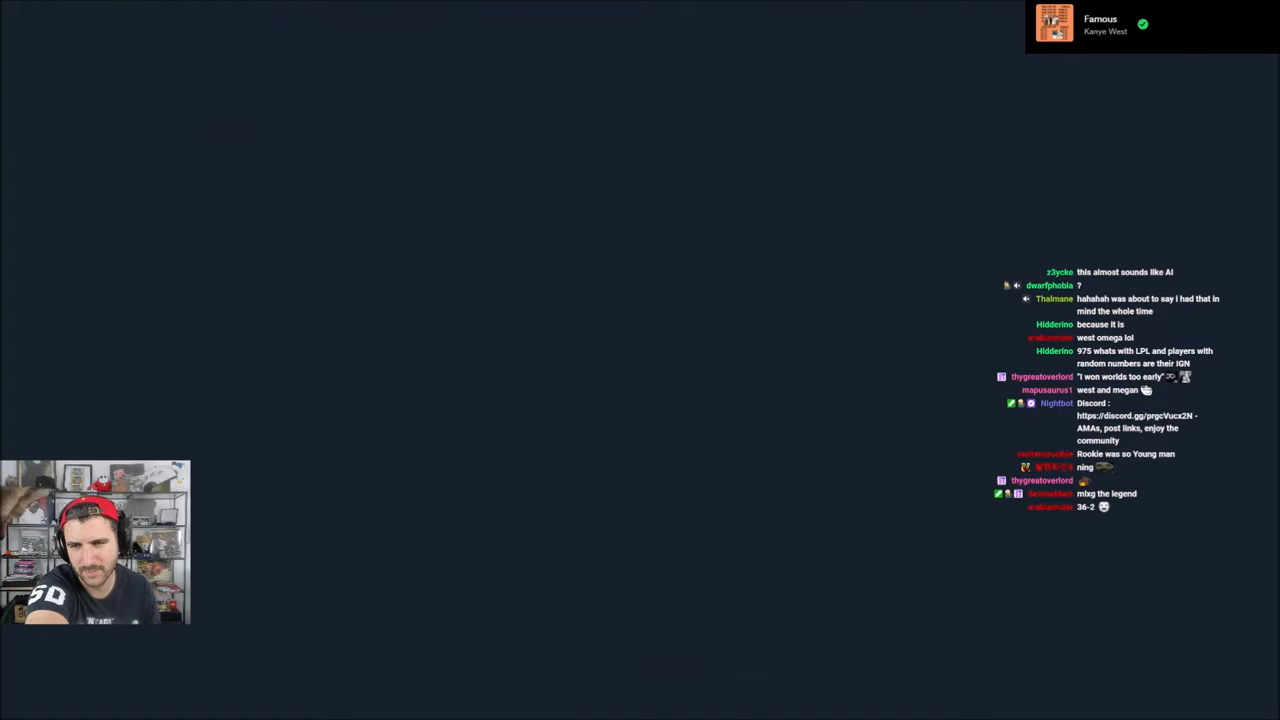 Famous
Kanye West
z3ycke this almost sounds like AI
dwarfphobia ?
Thalmane hahahah was about to say i had that in
mind the whole time
Hidderino because it is
arabianruler west omega lol
Hidderino 975 whats with LPL and players with
random numbers are their IGN
thygreatoverlord "I won worlds too early"
mapusaurus1 west and megan
Nightbot Discord :
https://discord.gg/prgcVucx2N -
AMAs, post links, enjoy the
community
moltencrucible Rookie was so Young man
ning
thygreatoverlord
mlxg the legend
arabianruler 36-2
50